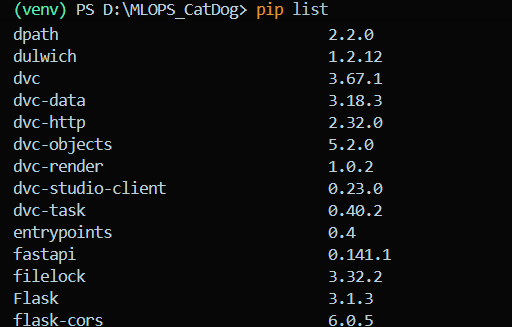 (venv) PS D:\MLOPS_CatDog> pip list
dpath 2.2.0
dulwich 1.2.12
dvc 3.67.1
dvc-data 3.18.3
dvc-http 2.32.0
dvc-objects 5.2.0
dvc-render 1.0.2
dvc-studio-client 0.23.0
dvc-task 0.40.2
entrypoints 0.4
fastapi 0.141.1
filelock 3.32.2
Flask 3.1.3
flask-cors 6.0.5